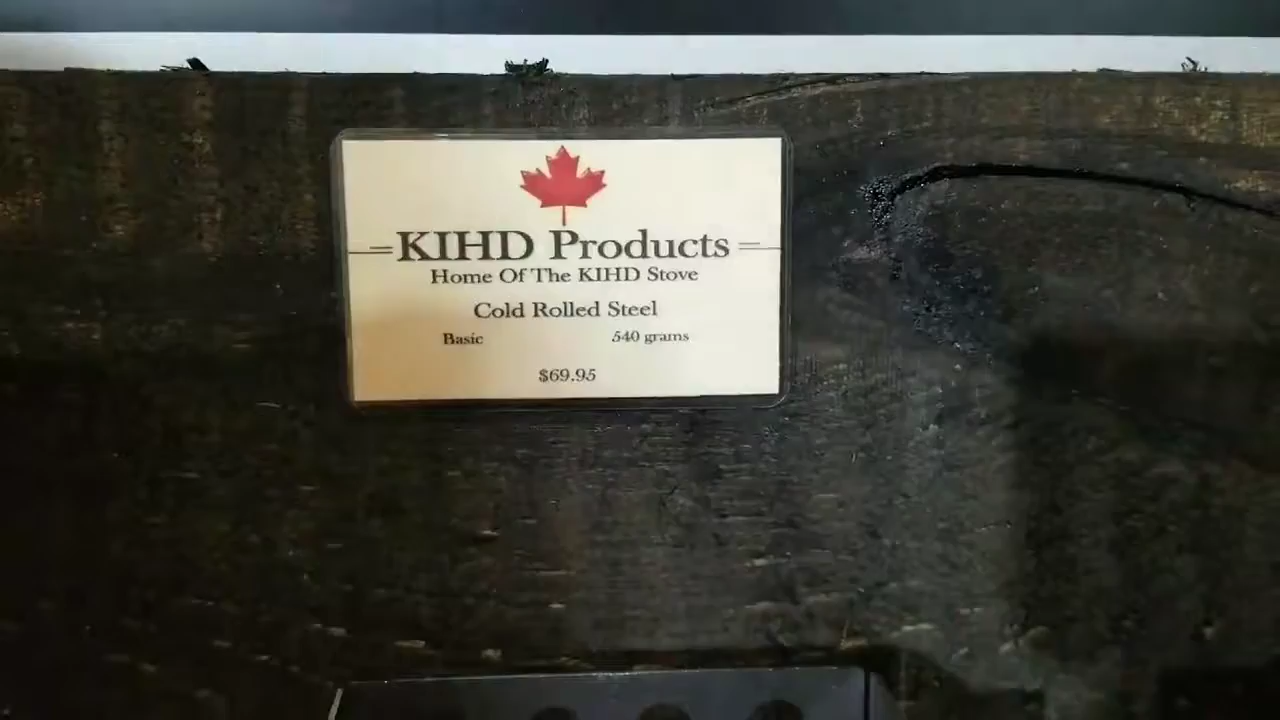 KIHD Products
Home Of The KIHD Stove
Cold Rolled Steel
Basic 540 grams
$69.95